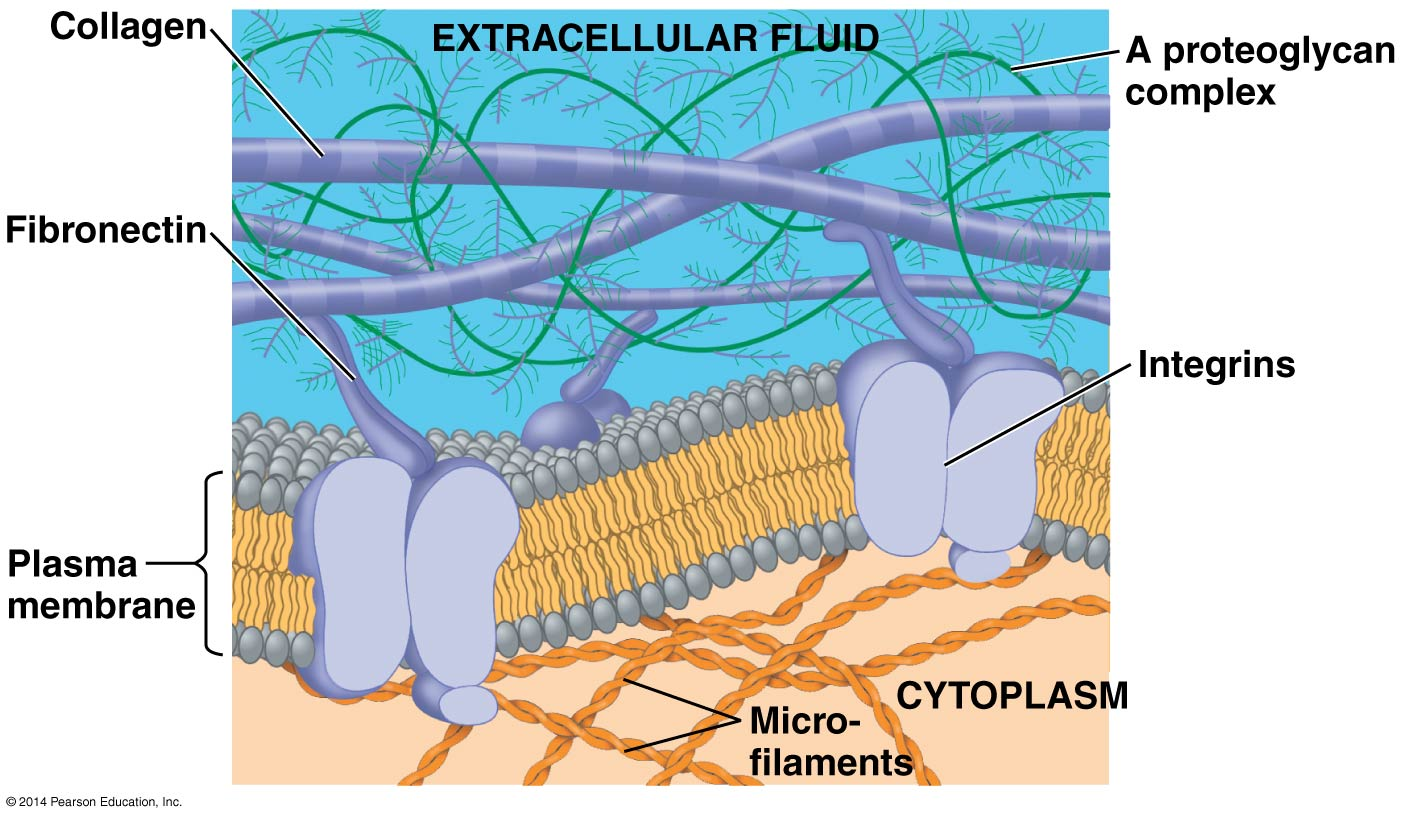 Collagen
EXTRACELLULAR FLUID
A proteoglycan
complex
Fibronectin
Integrins
Plasma
membrane
CYTOPLASM
Micro-
filaments
© 2014 Pearson Education, Inc.